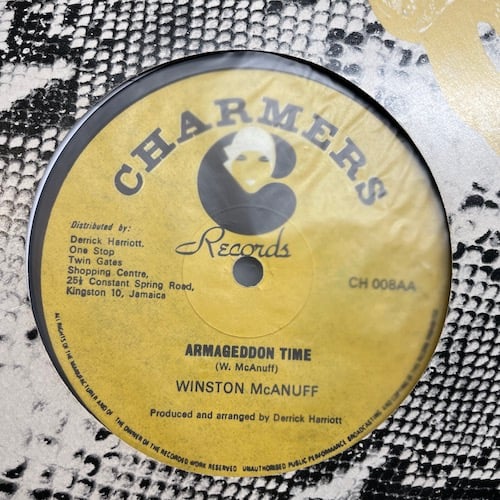 CHARMERS
Records
Distributed by:
Derrick Harriott,
One Stop
Twin Gates
Shopping Centre,
25½ Constant Spring Road,
Kingston 10, Jamaica
CH 008AA
ARMAGEDDON TIME
(W. McAnuff)
WINSTON McANUFF
Produced and arranged by Derrick Harriott
ALL RIGHTS OF THE MANUFACTURER AND OF THE OWNER OF THE RECORDED WORK RESERVED UNAUTHORISED PUBLIC PERFORMANCE BROADCASTING